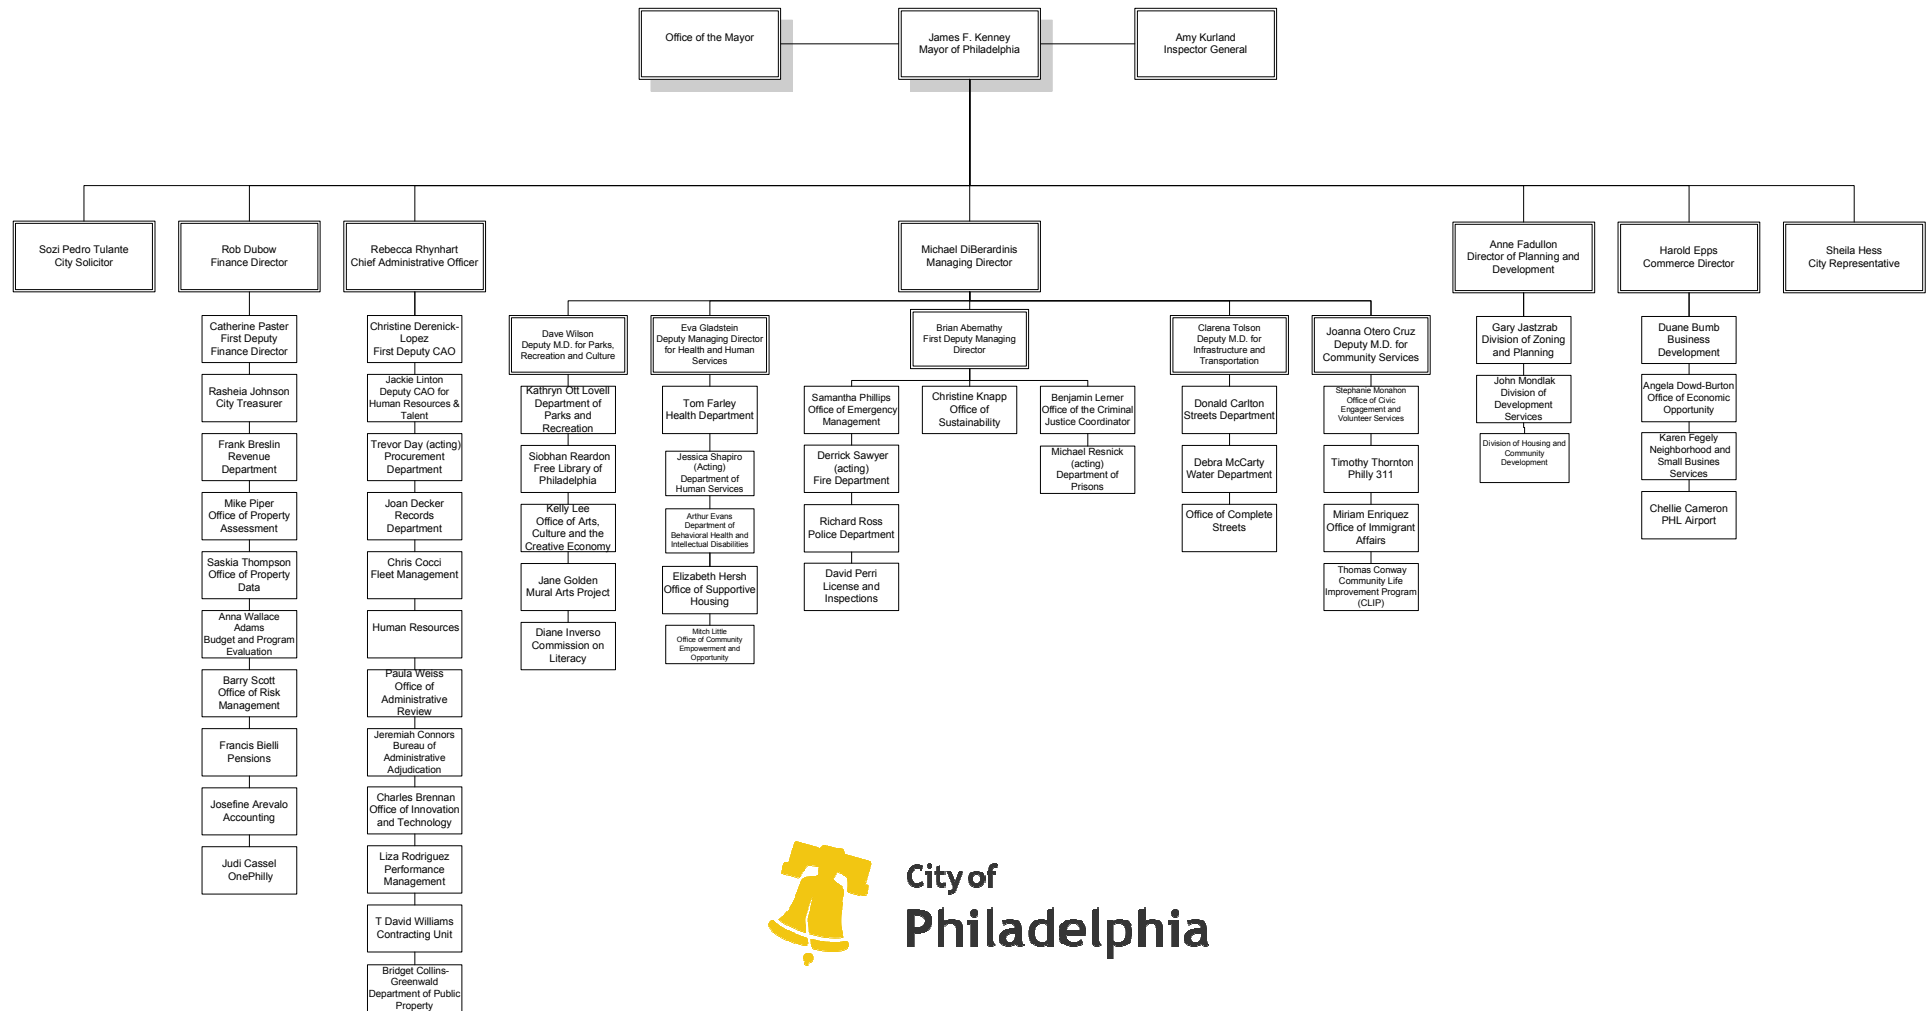 Office of the Mayor
James F. Kenney
Mayor of Philadelphia
Amy Kurland
Inspector General
Sozi Pedro Tulante
City Solicitor
Rob Dubow
Finance Director
Rebecca Rhynhart
Chief Administrative Officer
Michael DiBerardinis
Managing Director
Anne Fadullon
Director of Planning and
Development
Harold Epps
Commerce Director
Sheila Hess
City Representative
Catherine Paster
First Deputy
Finance Director
Rasheia Johnson
City Treasurer
Frank Breslin
Revenue
Department
Mike Piper
Office of Property
Assessment
Saskia Thompson
Office of Property
Data
Anna Wallace
Adams
Budget and Program
Evaluation
Barry Scott
Office of Risk
Management
Francis Bielli
Pensions
Josefine Arevalo
Accounting
Judi Cassel
OnePhilly
Christine Derenick-
Lopez
First Deputy CAO
Jackie Linton
Deputy CAO for
Human Resources &
Talent
Trevor Day (acting)
Procurement
Department
Joan Decker
Records
Department
Chris Cocci
Fleet Management
Human Resources
Paula Weiss
Office of
Administrative
Review
Jeremiah Connors
Bureau of
Administrative
Adjudication
Charles Brennan
Office of Innovation
and Technology
Liza Rodriguez
Performance
Management
T David Williams
Contracting Unit
Bridget Collins-
Greenwald
Department of Public
Property
Dave Wilson
Deputy M.D. for Parks,
Recreation and Culture
Kathryn Ott Lovell
Department of
Parks and
Recreation
Siobhan Reardon
Free Library of
Philadelphia
Kelly Lee
Office of Arts,
Culture and the
Creative Economy
Jane Golden
Mural Arts Project
Diane Inverso
Commission on
Literacy
Eva Gladstein
Deputy Managing Director
for Health and Human
Services
Tom Farley
Health Department
Jessica Shapiro
(Acting)
Department of
Human Services
Arthur Evans
Department of
Behavioral Health and
Intellectual Disabilities
Elizabeth Hersh
Office of Supportive
Housing
Mitch Little
Office of Community
Empowerment and
Opportunity
Brian Abernathy
First Deputy Managing
Director
Samantha Phillips
Office of Emergency
Management
Derrick Sawyer
(acting)
Fire Department
Richard Ross
Police Department
David Perri
License and
Inspections
Christine Knapp
Office of
Sustainability
Benjamin Lerner
Office of the Criminal
Justice Coordinator
Michael Resnick
(acting)
Department of
Prisons
Clarena Tolson
Deputy M.D. for
Infrastructure and
Transportation
Donald Carlton
Streets Department
Debra McCarty
Water Department
Office of Complete
Streets
Joanna Otero Cruz
Deputy M.D. for
Community Services
Stephanie Monahon
Office of Civic
Engagement and
Volunteer Services
Timothy Thornton
Philly 311
Miriam Enriquez
Office of Immigrant
Affairs
Thomas Conway
Community Life
Improvement Program
(CLIP)
Gary Jastzrab
Division of Zoning
and Planning
John Mondlak
Division of
Development
Services
Division of Housing and
Community
Development
Duane Bumb
Business
Development
Angela Dowd-Burton
Office of Economic
Opportunity
Karen Fegely
Neighborhood and
Small Busines
Services
Chellie Cameron
PHL Airport
City of
Philadelphia